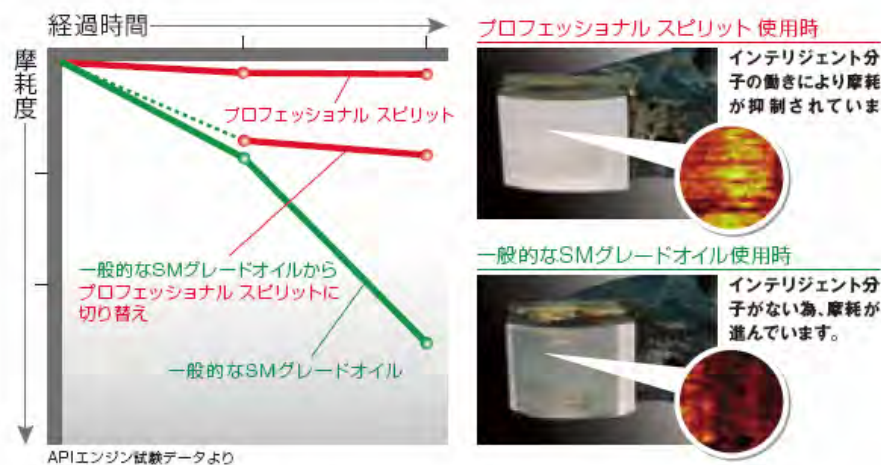 経過時間
摩耗度
プロフェッショナル スピリット
一般的なSMグレードオイルから
プロフェッショナル スピリットに
切り替え
一般的なSMグレードオイル
APIエンジン試験データより
プロフェッショナル スピリット 使用時
インテリジェント分
子の働きにより摩耗
が抑制されていま
一般的なSMグレードオイル使用時
インテリジェント分
子がない為、摩耗が
進んでいます。